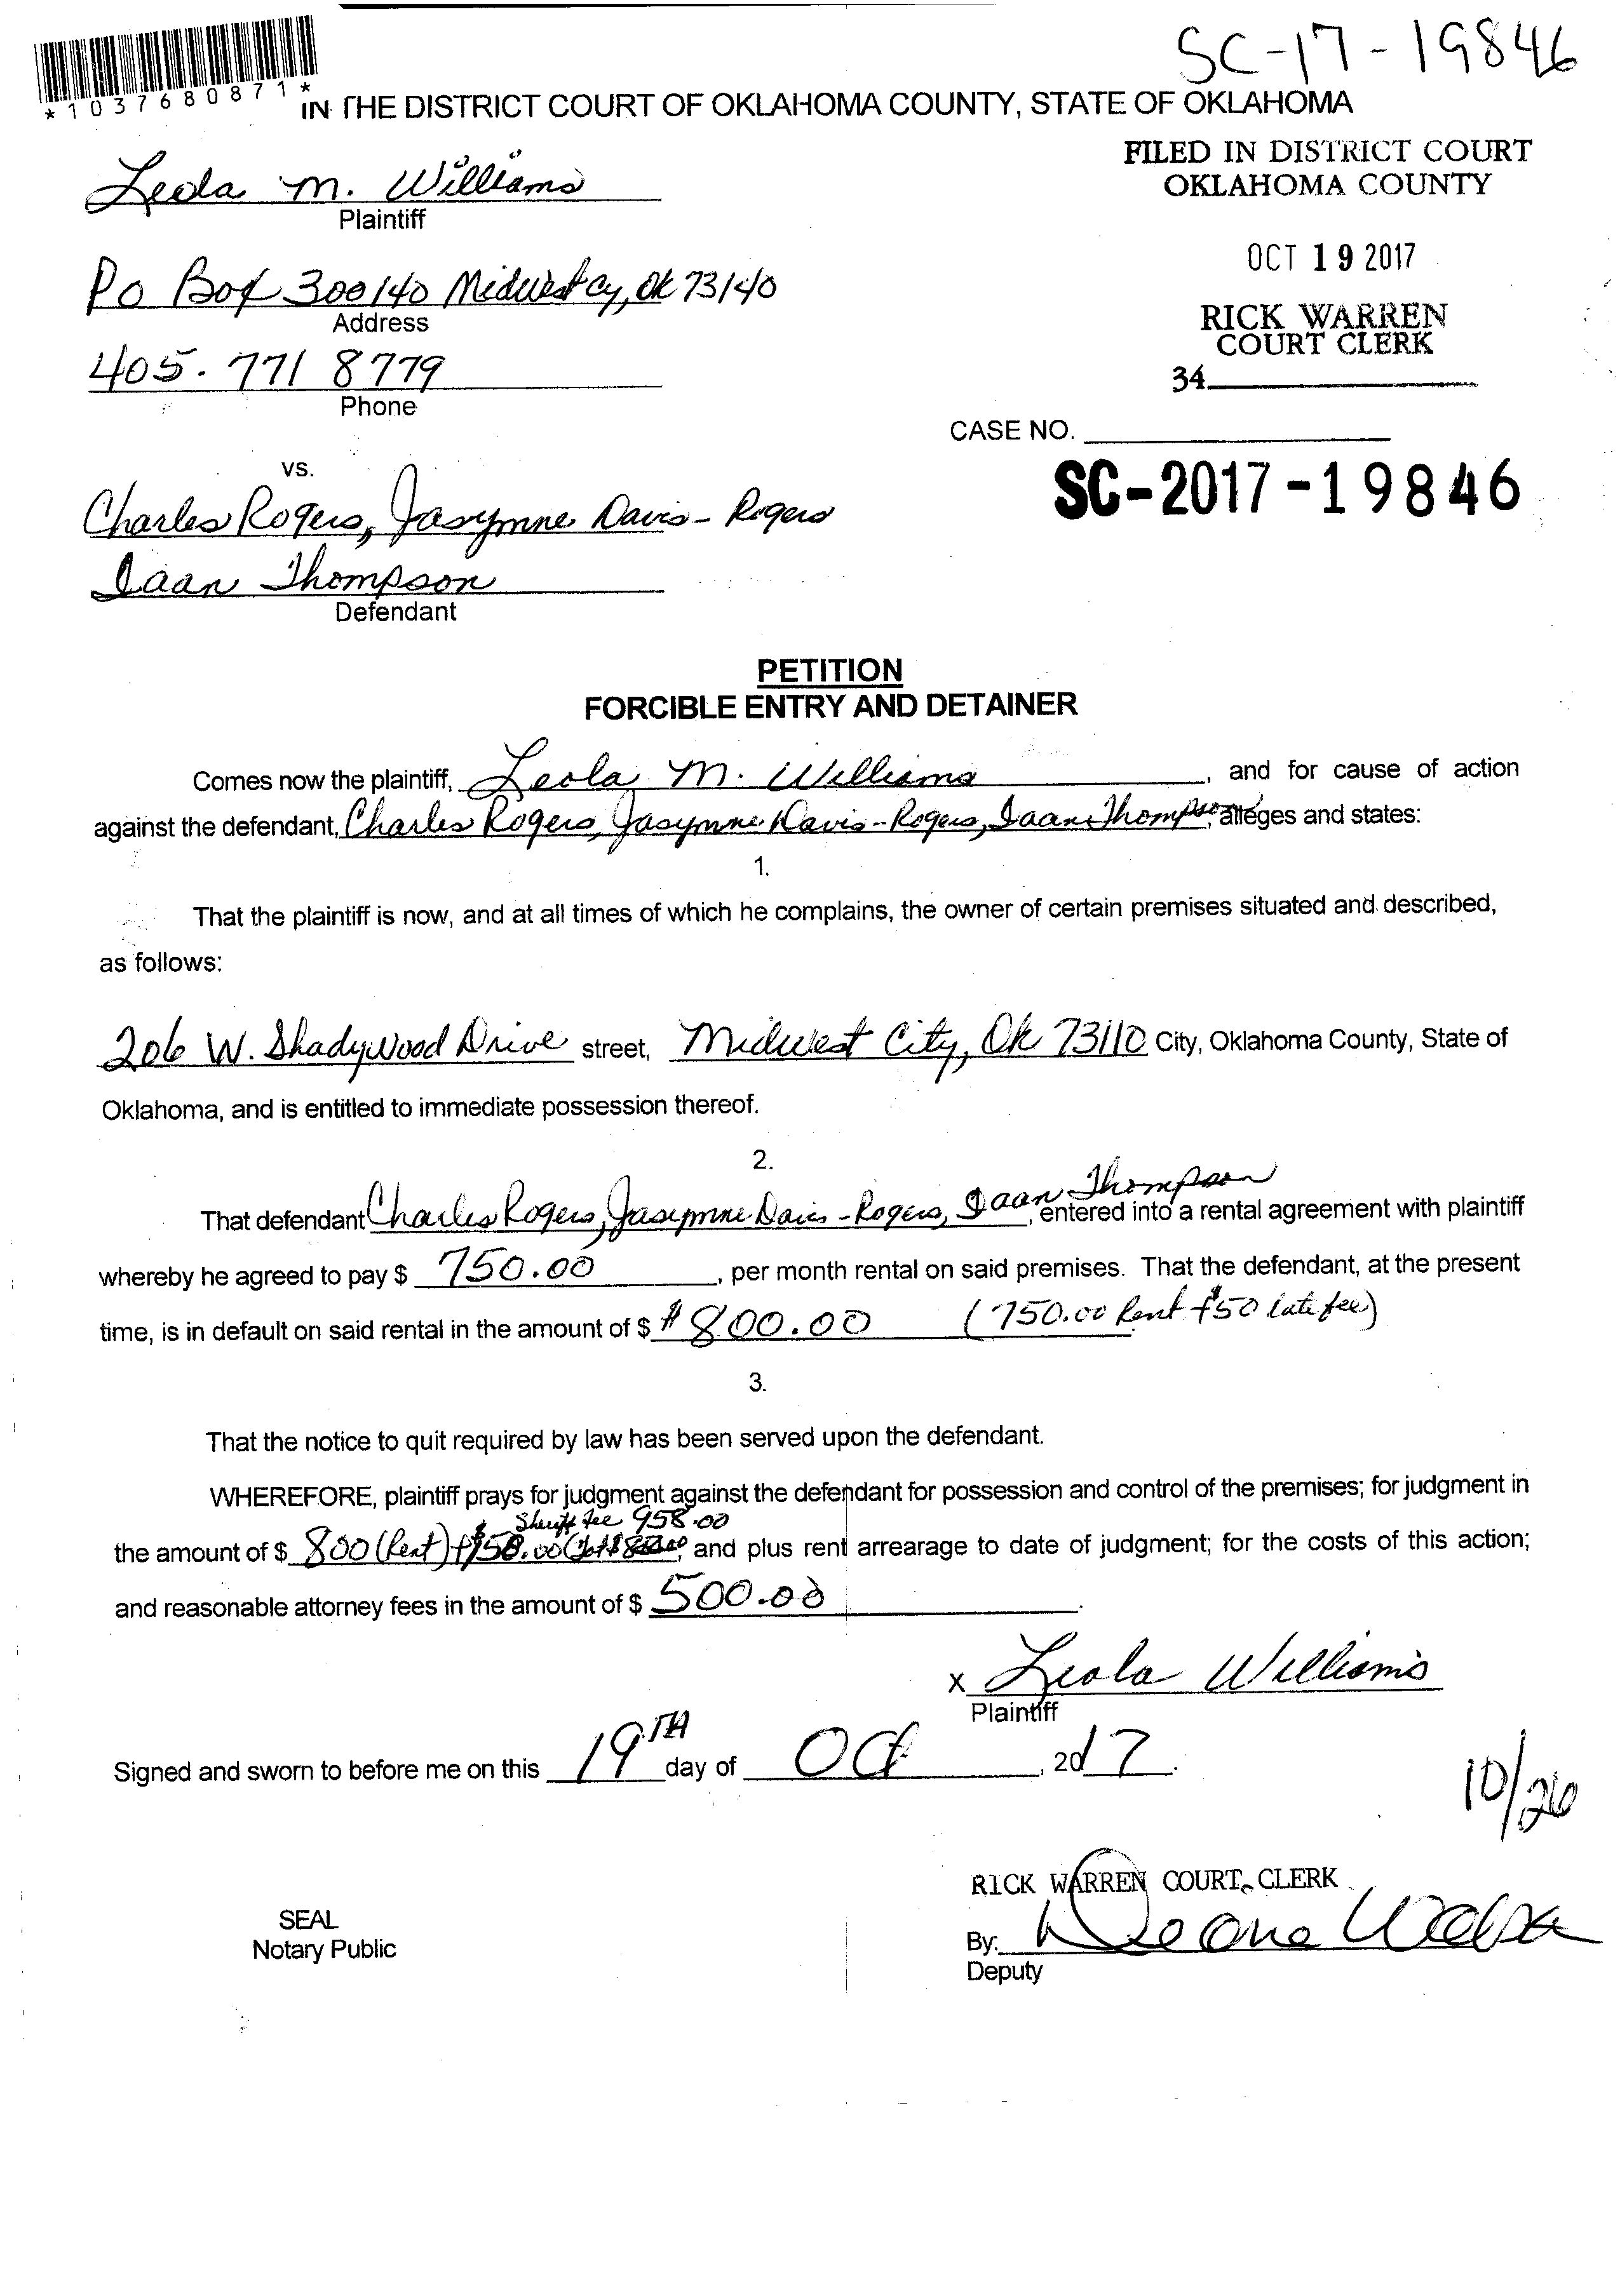 SC-17-19846
*1037680871*
IN THE DISTRICT COURT OF OKLAHOMA COUNTY, STATE OF OKLAHOMA
FILED IN DISTRICT COURT
OKLAHOMA COUNTY
Leola M. Williams
Plaintiff
OCT 19 2017
PO Box 300140 Midwest Cy, OK 73140
Address
RICK WARREN
COURT CLERK
405. 771 8779
Phone
34
CASE NO.
SC-2017-19846
vs.
Charles Rogers, Jasymne Davis-Rogers
Iaan Thompson
Defendant
PETITION
FORCIBLE ENTRY AND DETAINER
Comes now the plaintiff, Leola M. Williams, and for cause of action
against the defendant, Charles Rogers, Jasymne Davis-Rogers, Iaan Thompson, alleges and states:
1.
That the plaintiff is now, and at all times of which he complains, the owner of certain premises situated and described,
as follows:
206 W. Shadywood Drive street, Midwest City, Ok 73110 City, Oklahoma County, State of
Oklahoma, and is entitled to immediate possession thereof.
2.
That defendant Charles Rogers, Jasymne Davis-Rogers, Iaan Thompson, entered into a rental agreement with plaintiff
whereby he agreed to pay $ 750.00, per month rental on said premises. That the defendant, at the present
time, is in default on said rental in the amount of $ $800.00 (750.00 Rent + $50 late fee)
3.
That the notice to quit required by law has been served upon the defendant.
WHEREFORE, plaintiff prays for judgment against the defendant for possession and control of the premises; for judgment in
Sheriff fee 958.00
the amount of $ 800 (Rent) + $ and plus rent arrearage to date of judgment; for the costs of this action;
and reasonable attorney fees in the amount of $ 500.00.
x Leola Williams
Plaintiff
Signed and sworn to before me on this 19TH day of Oct, 2017.
10/26
RICK WARREN COURT CLERK
SEAL
Notary Public
By:
Deputy